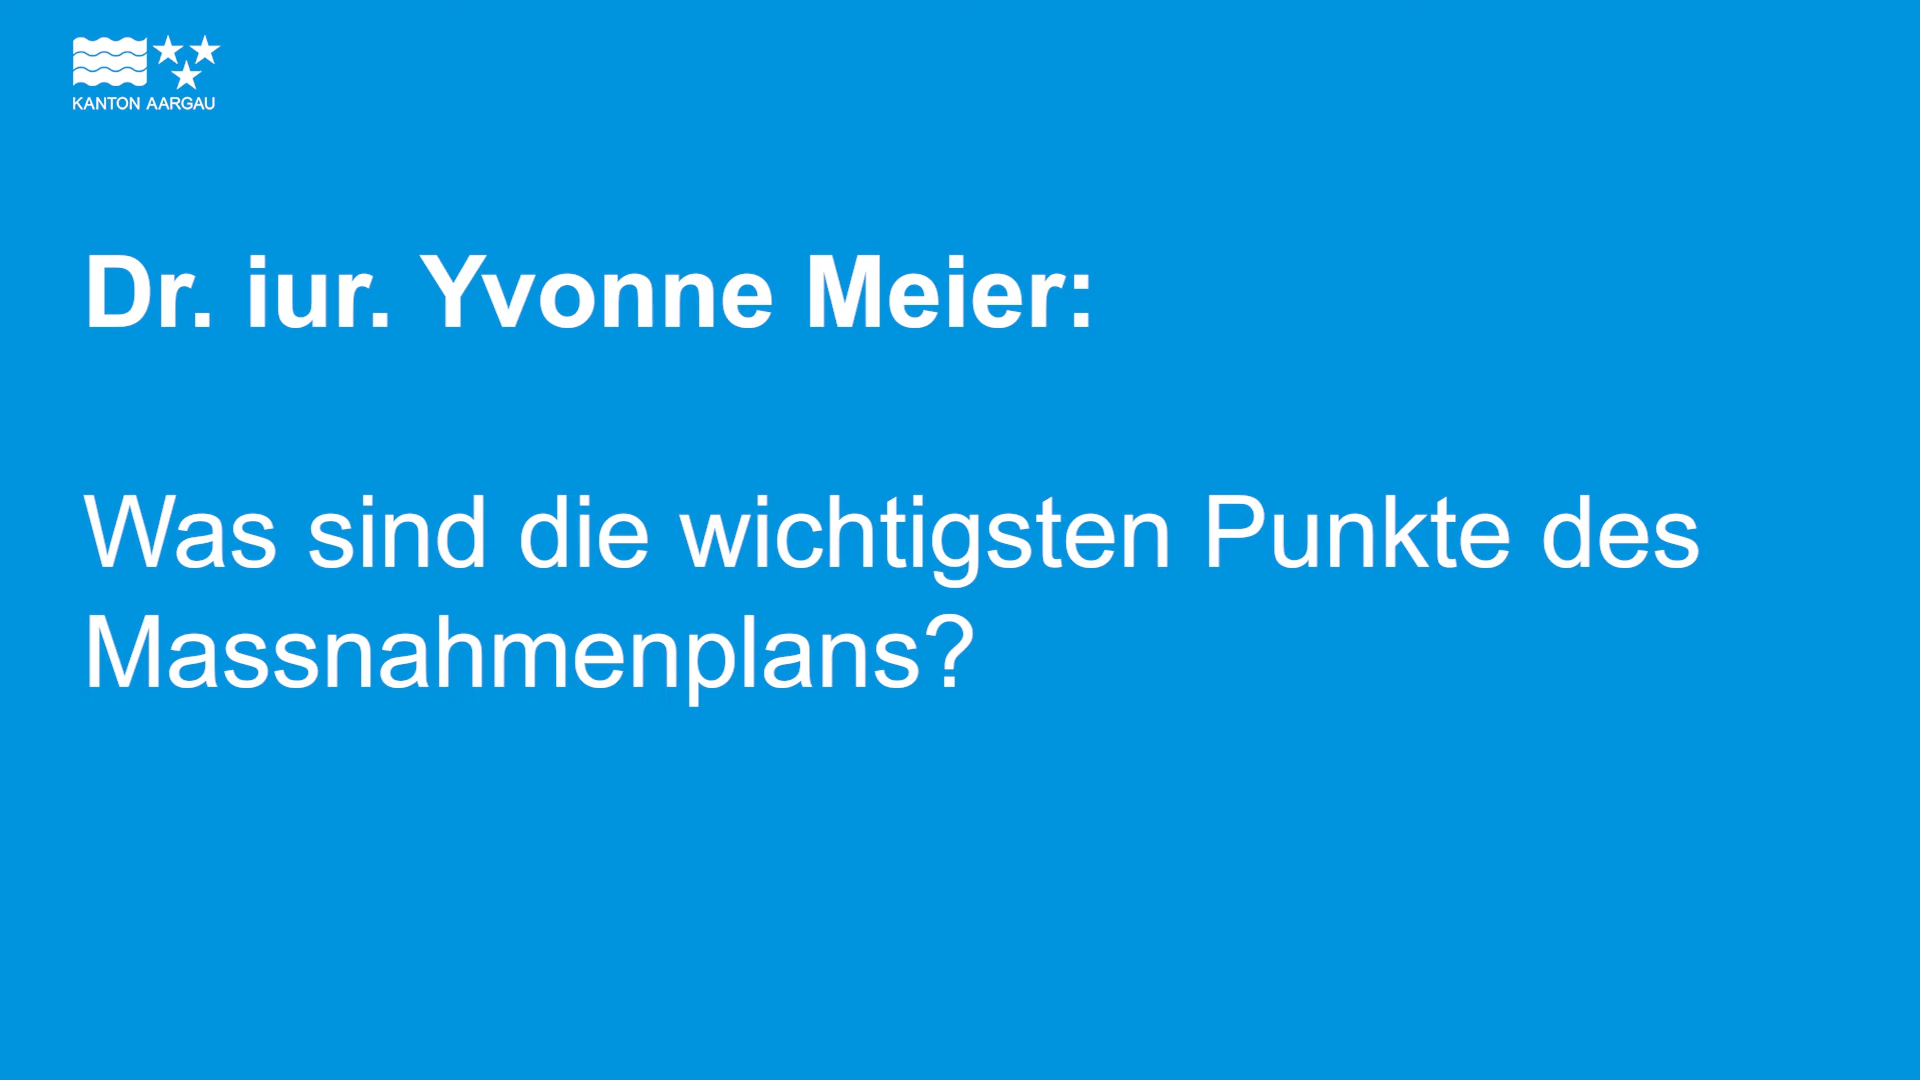 KANTON AARGAU
Dr. iur. Yvonne Meier:
Was sind die wichtigsten Punkte des
Massnahmenplans?